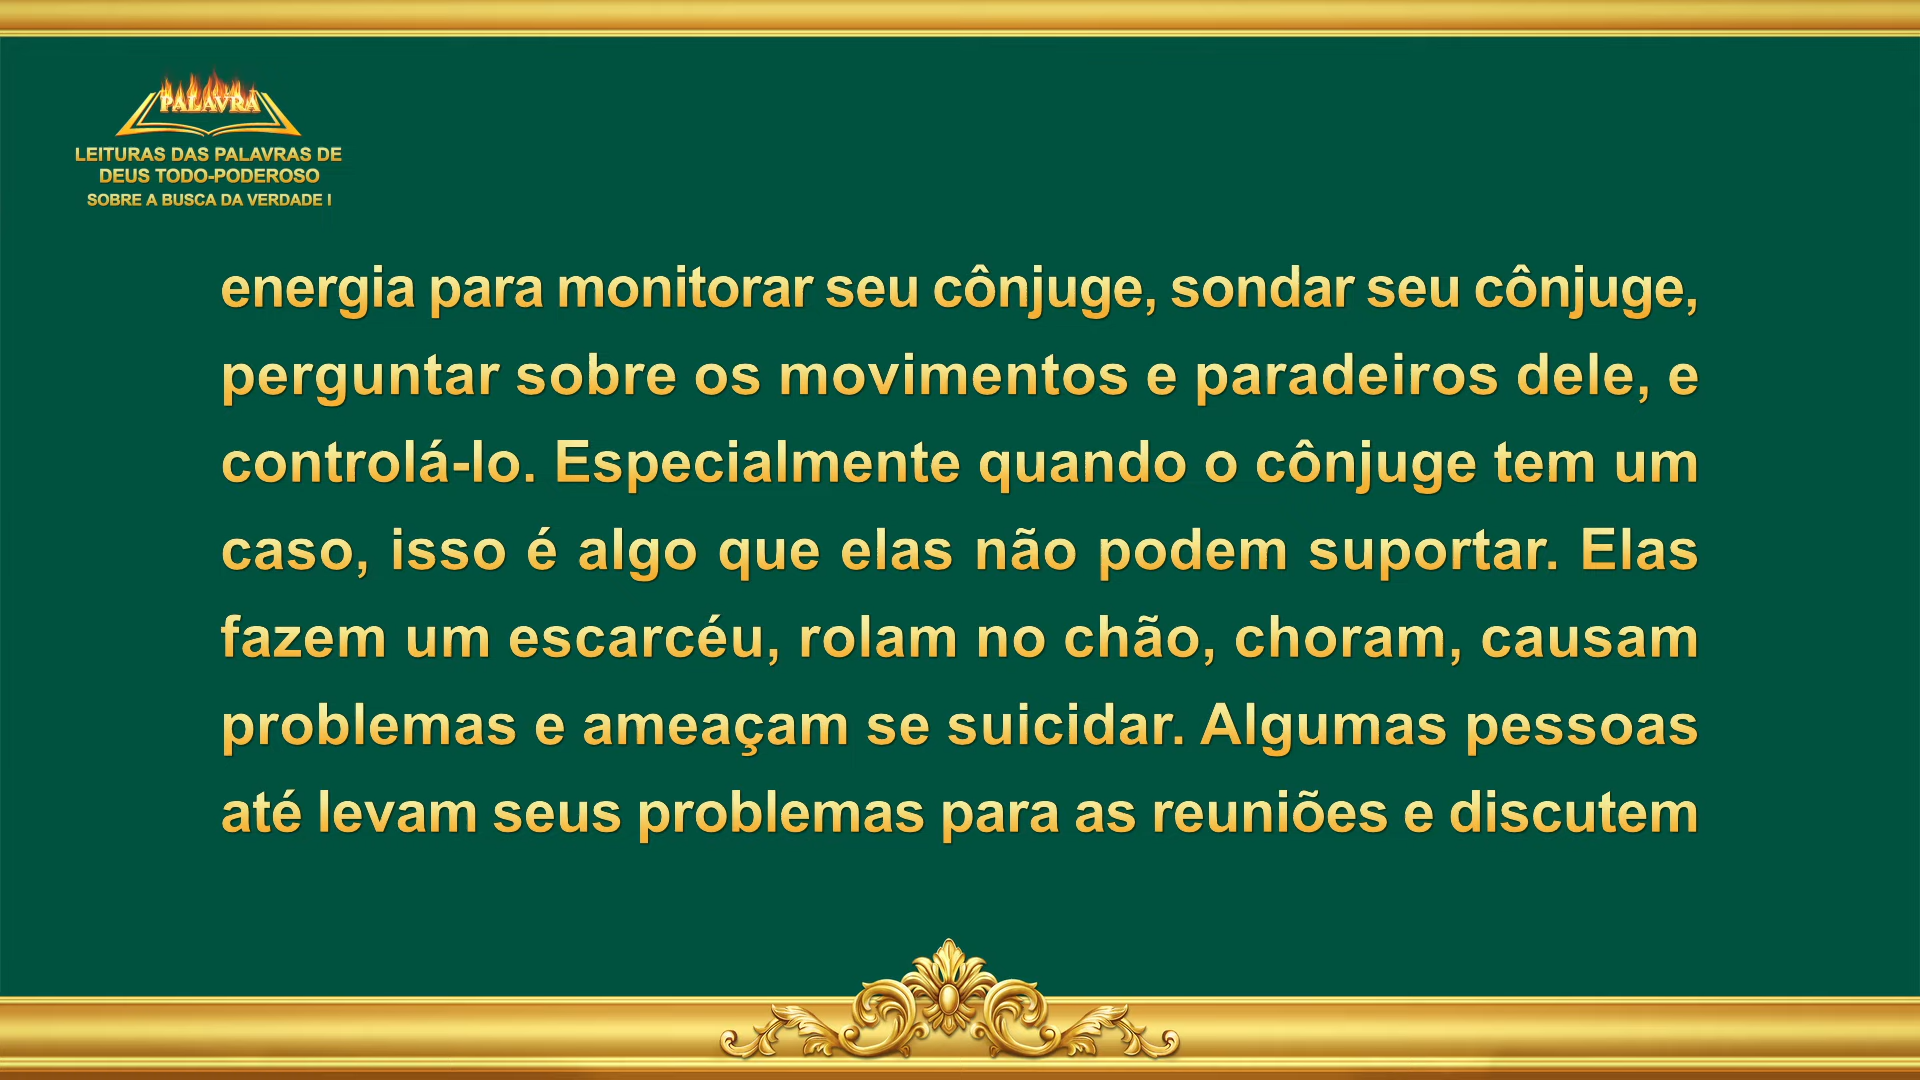 PALAVRA
LEITURAS DAS PALAVRAS DE
DEUS TODO-PODEROSO
SOBRE A BUSCA DA VERDADE I
energia para monitorar seu cônjuge, sondar seu cônjuge,
perguntar sobre os movimentos e paradeiros dele, e
controlá-lo. Especialmente quando o cônjuge tem um
caso, isso é algo que elas não podem suportar. Elas
fazem um escarcéu, rolam no chão, choram, causam
problemas e ameaçam se suicidar. Algumas pessoas
até levam seus problemas para as reuniões e discutem